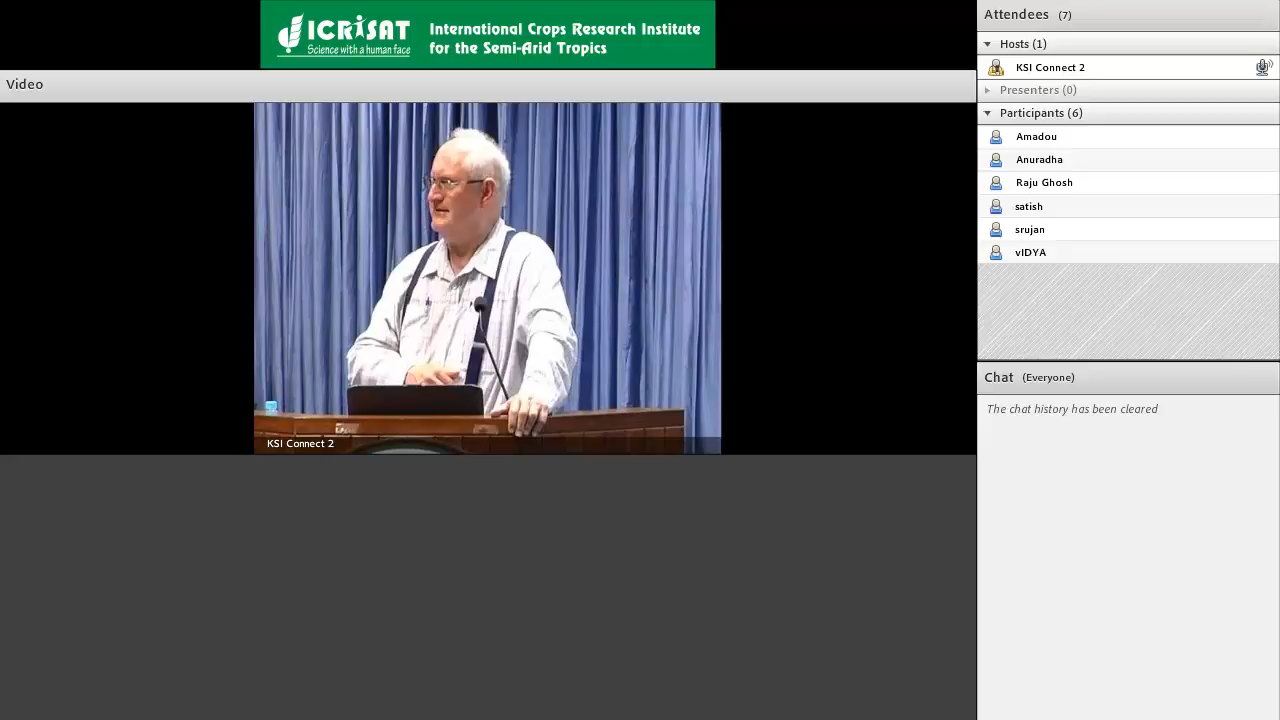 ICRISAT
Science with a human face
International Crops Research Institute
for the Semi-Arid Tropics
Video
KSI Connect 2
Attendees (7)
Hosts (1)
KSI Connect 2
Presenters (0)
Participants (6)
Amadou
Anuradha
Raju Ghosh
satish
srujan
vIDYA
Chat (Everyone)
The chat history has been cleared